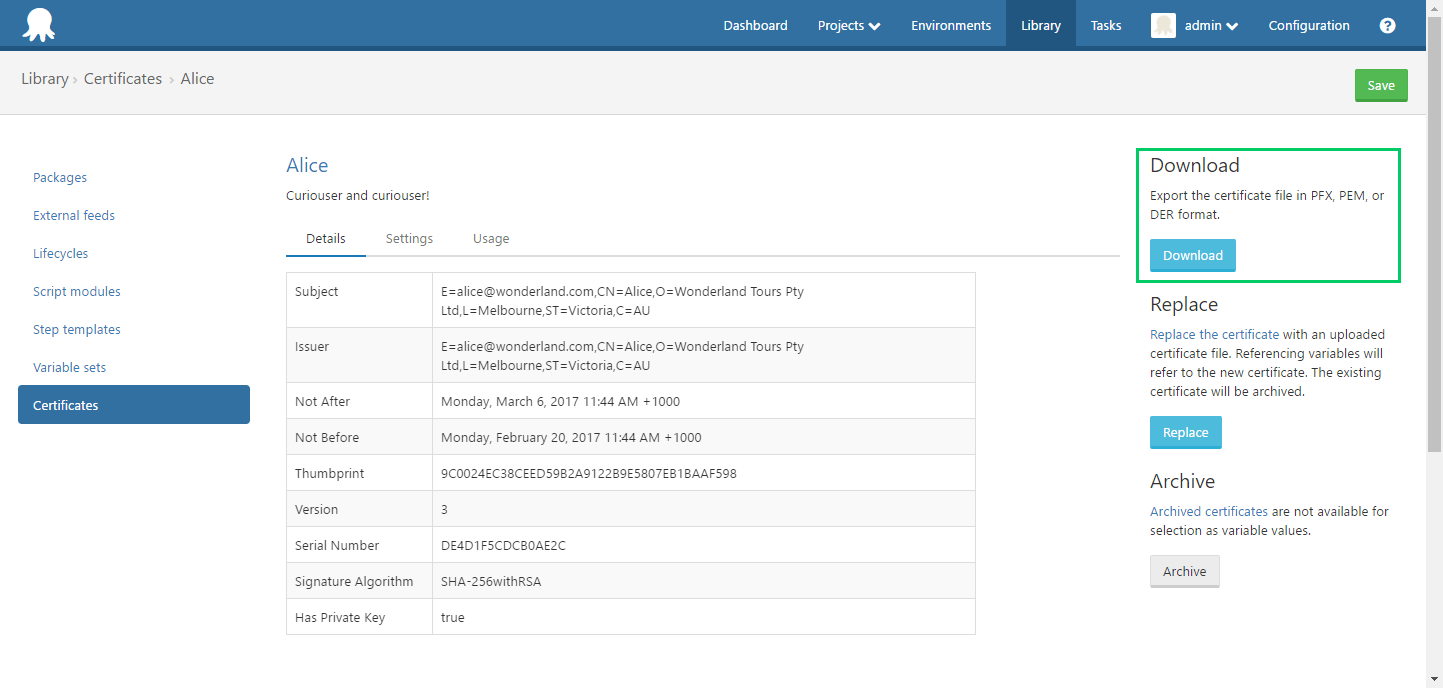 Dashboard
Projects
Environments
Library
Tasks
admin
Configuration
?
Library › Certificates › Alice
Save
Packages
External feeds
Lifecycles
Script modules
Step templates
Variable sets
Certificates
Alice
Curiouser and curiouser!
Details
Settings
Usage
Subject
E=alice@wonderland.com,CN=Alice,O=Wonderland Tours Pty
Ltd,L=Melbourne,ST=Victoria,C=AU
Issuer
E=alice@wonderland.com,CN=Alice,O=Wonderland Tours Pty
Ltd,L=Melbourne,ST=Victoria,C=AU
Not After
Monday, March 6, 2017 11:44 AM +1000
Not Before
Monday, February 20, 2017 11:44 AM +1000
Thumbprint
9C0024EC38CEED59B2A9122B9E5807EB1BAAF598
Version
3
Serial Number
DE4D1F5CDCB0AE2C
Signature Algorithm
SHA-256withRSA
Has Private Key
true
Download
Export the certificate file in PFX, PEM, or
DER format.
Download
Replace
Replace the certificate with an uploaded
certificate file. Referencing variables will
refer to the new certificate. The existing
certificate will be archived.
Replace
Archive
Archived certificates are not available for
selection as variable values.
Archive